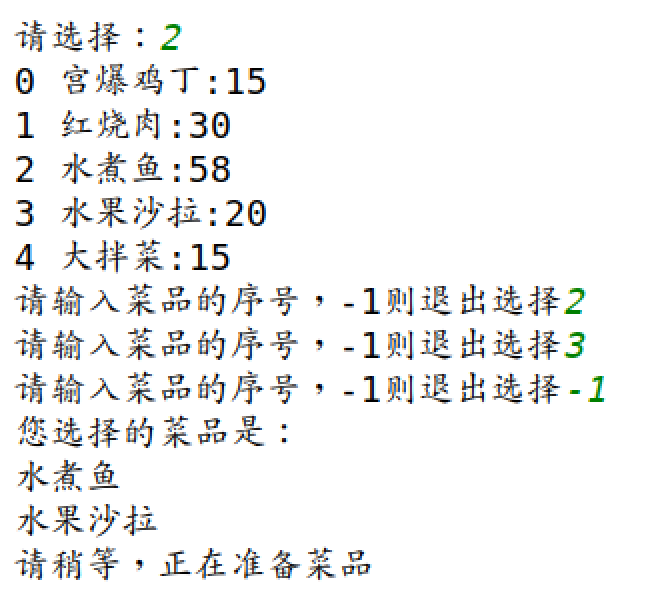 请选择：2
0 宫爆鸡丁:15
1 红烧肉:30
2 水煮鱼:58
3 水果沙拉:20
4 大拌菜:15
请输入菜品的序号，-1则退出选择2
请输入菜品的序号，-1则退出选择3
请输入菜品的序号，-1则退出选择-1
您选择的菜品是：
水煮鱼
水果沙拉
请稍等，正在准备菜品